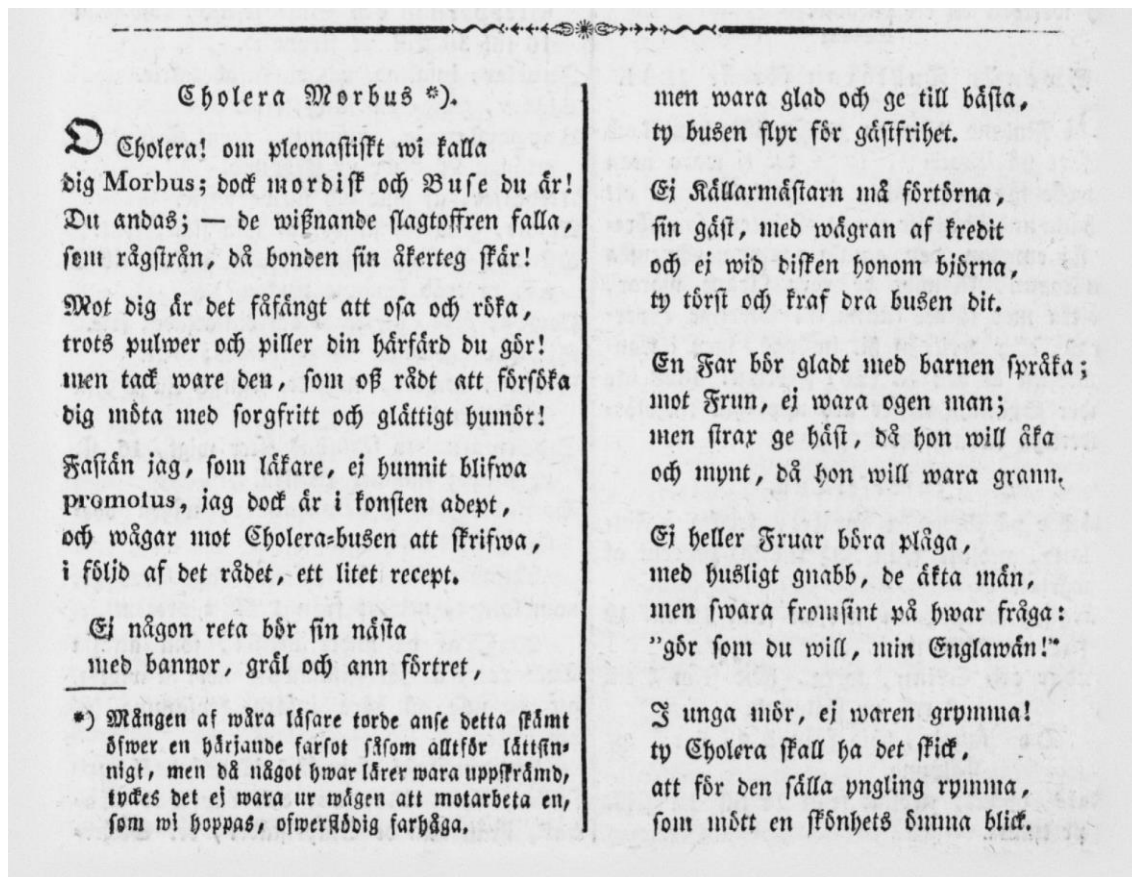 Cholera Morbus *).
O Cholera! om pleonastiskt wi kalla
dig Morbus; dock mordisk och Buse du är!
Du andas; — de wißnande slagtoffren falla,
som rågstrån, då bonden sin åkerteg skär!
Mot dig är det fåfängt att osa och röka,
trots pulwer och piller din härfärd du gör!
men tack ware den, som oß rådt att försöka
dig möta med sorgfritt och glättigt humör!
Fastän jag, som läkare, ej hunnit blifwa
promotus, jag dock är i konsten adept,
och wågar mot Cholera-busen att skrifwa,
i följd af det rådet, ett litet recept.
Ej någon reta bör sin nästa
med bannor, gräl och ann förtret,
*) Mången af wåra läsare torde anse detta skämt
öfwer en härjande farsot såsom alltför lättsin-
nigt, men då något hwar lärer wara uppskrämd,
tyckes det ej wara ur wägen att motarbeta en,
som wi hoppas, öfwerflödig farhåga.
men wara glad och ge till bästa,
ty busen flyr för gästfrihet.
Ej Källarmästarn må förtörna,
sin gäst, med wägran af kredit
och ej wid disken honom björna,
ty törst och kraf dra busen dit.
En Far bör gladt med barnen språka;
mot Frun, ej wara ogen man;
men strax ge häst, då hon will åka
och mynt, då hon will wara grann.
Ej heller Fruar böra plåga,
med husligt gnabb, de äkta män,
men swara fromsint på hwar fråga:
"gör som du will, min Englawän!"
I unga mör, ej waren grymma!
ty Cholera skall ha det skick,
att för den sälla yngling rymma,
som mött en skönhets ömma blick.